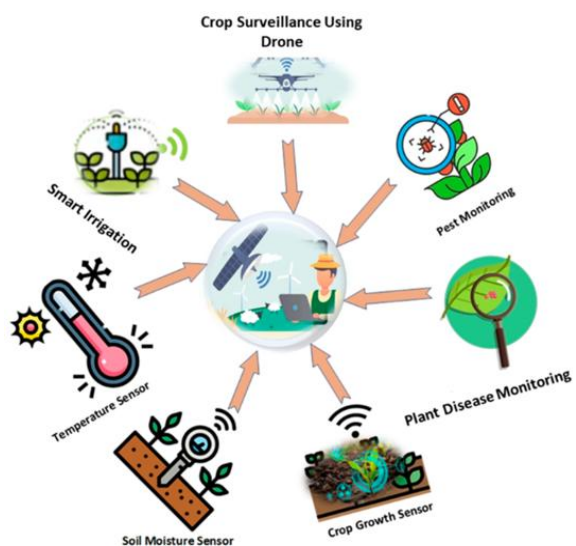 Crop Surveillance Using
Drone
Smart Irrigation
Pest Monitoring
Temperature Sensor
Plant Disease Monitoring
Soil Moisture Sensor
Crop Growth Sensor